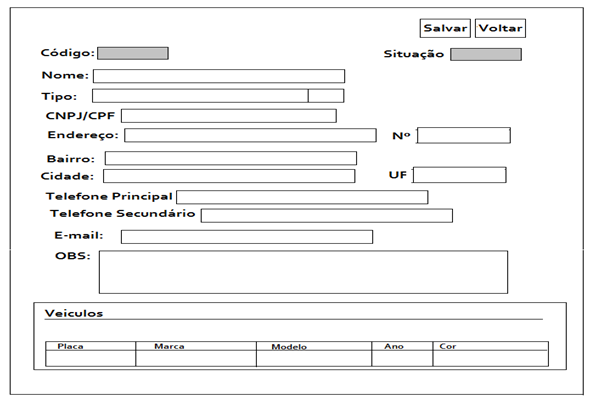 Salvar Voltar
Código: Situação
Nome:
Tipo:
CNPJ/CPF
Endereço: Nº
Bairro:
Cidade: UF
Telefone Principal
Telefone Secundário
E-mail:
OBS:
Veiculos
Placa Marca Modelo Ano Cor